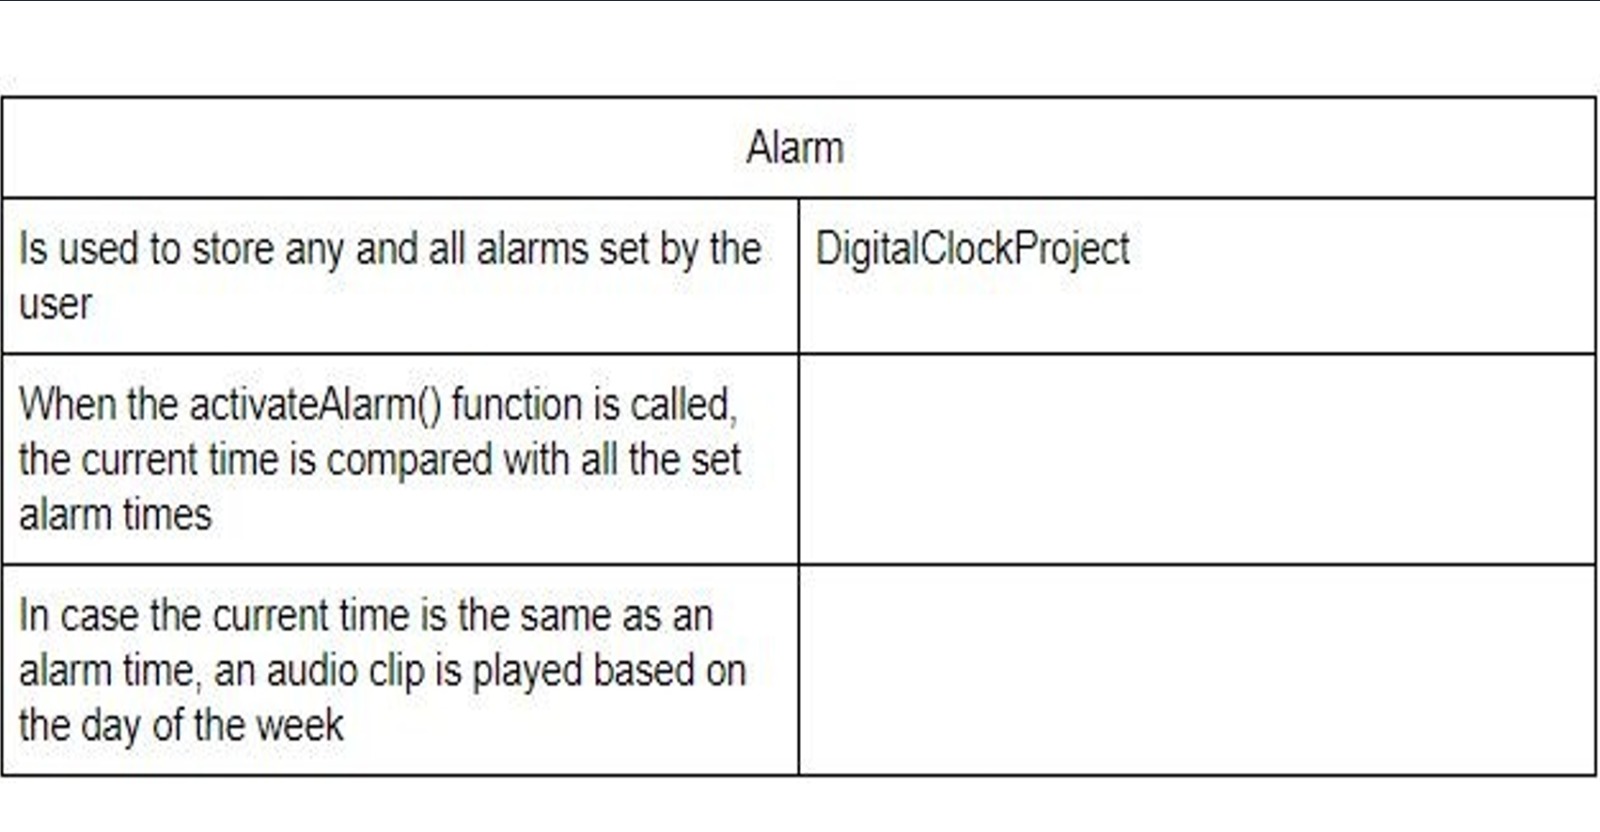 Alarm
Is used to store any and all alarms set by the
user
DigitalClockProject
When the activateAlarm() function is called,
the current time is compared with all the set
alarm times
In case the current time is the same as an
alarm time, an audio clip is played based on
the day of the week